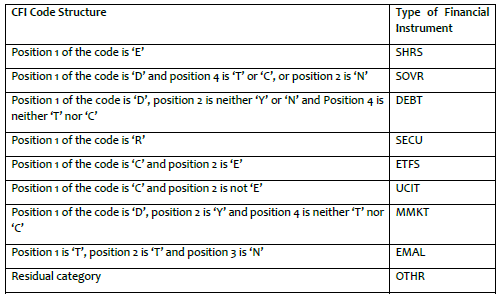 CFI Code Structure
Type of Financial
Instrument
Position 1 of the code is ‘E’
SHRS
Position 1 of the code is ‘D’ and position 4 is ‘T’ or ‘C’, or position 2 is ‘N’
SOVR
Position 1 of the code is ‘D’, position 2 is neither ‘Y’ or ‘N’ and Position 4 is
neither ‘T’ nor ‘C’
DEBT
Position 1 of the code is ‘R’
SECU
Position 1 of the code is ‘C’ and position 2 is ‘E’
ETFS
Position 1 of the code is ‘C’ and position 2 is not ‘E’
UCIT
Position 1 of the code is ‘D’, position 2 is ‘Y’ and position 4 is neither ‘T’ nor
‘C’
MMKT
Position 1 is ‘T’, position 2 is ‘T’ and position 3 is ‘N’
EMAL
Residual category
OTHR